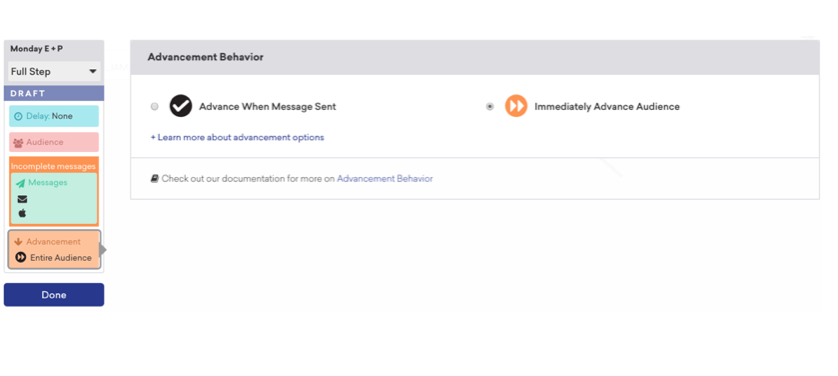 Monday E + P
Full Step
DRAFT
Delay: None
Audience
Incomplete messages
Messages
Advancement
Entire Audience
Done
Advancement Behavior
Advance When Message Sent
Immediately Advance Audience
+ Learn more about advancement options
Check out our documentation for more on Advancement Behavior